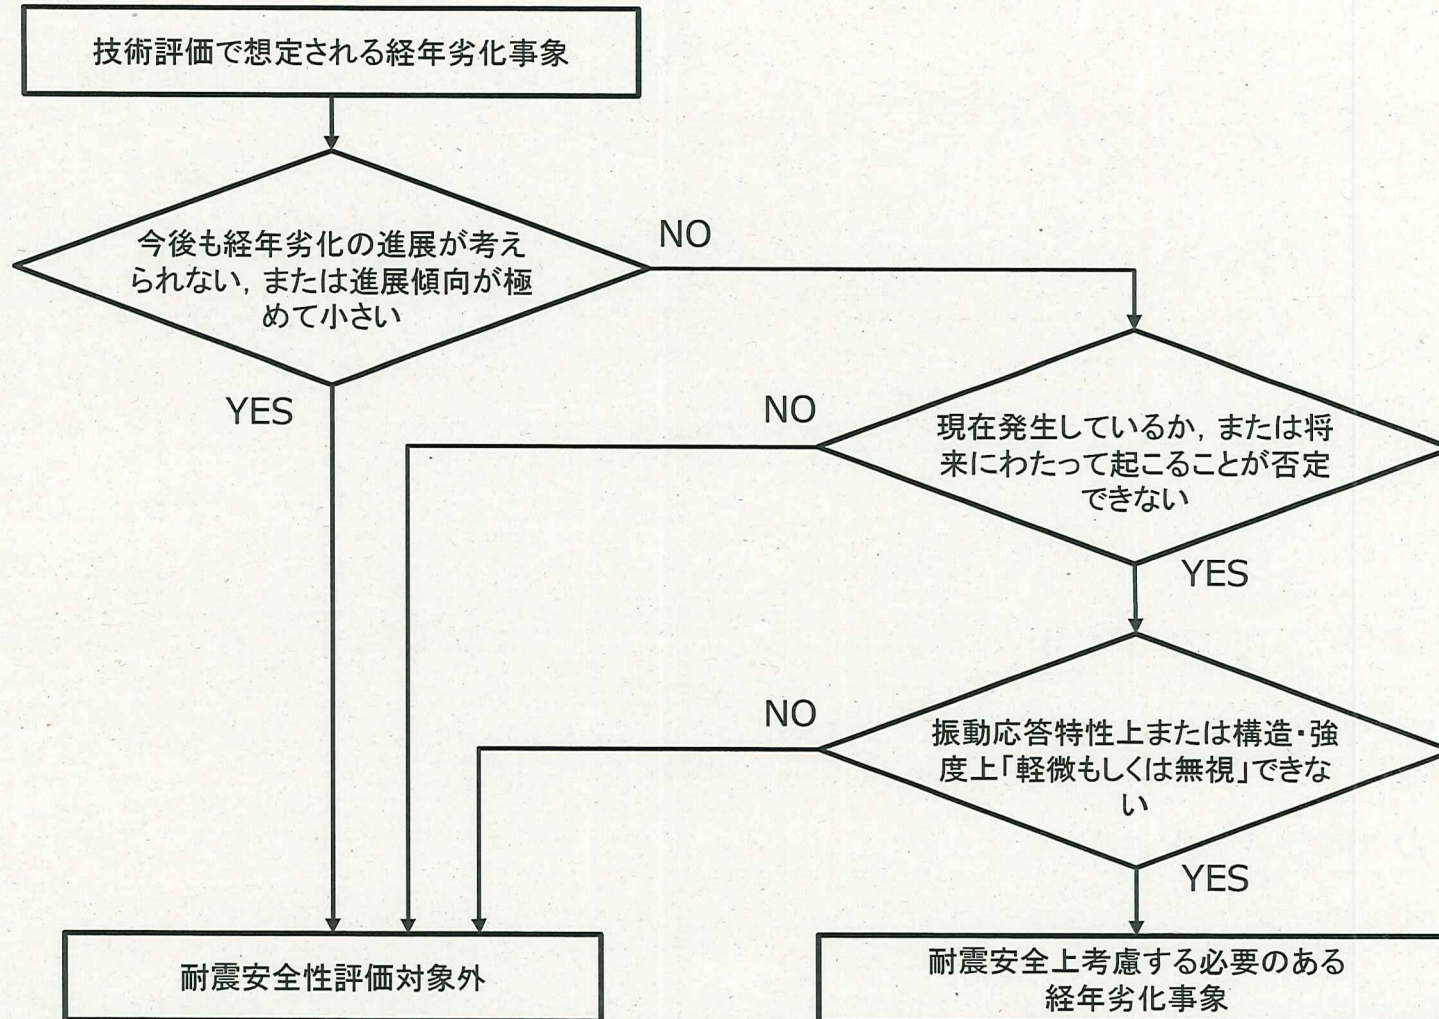 技術評価で想定される経年劣化事象
今後も経年劣化の進展が考え
られない，または進展傾向が極
めて小さい
NO
YES
現在発生しているか，または将
来にわたって起こることが否定
できない
NO
YES
振動応答特性上または構造・強
度上「軽微もしくは無視」できな
い
NO
YES
耐震安全性評価対象外
耐震安全上考慮する必要のある
経年劣化事象